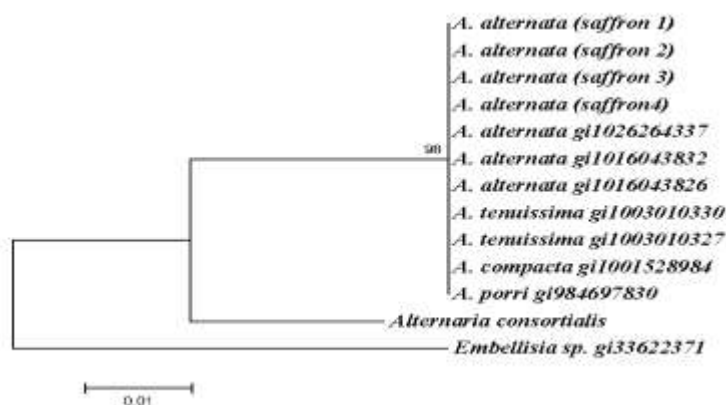 A. alternata (saffron 1)
A. alternata (saffron 2)
A. alternata (saffron 3)
A. alternata (saffron4)
98
A. alternata gi1026264337
A. alternata gi1016043832
A. alternata gi1016043826
A. tenuissima gi1003010330
A. tenuissima gi1003010327
A. compacta gi1001528984
A. porri gi984697830
Alternaria consortialis
Embellisia sp. gi33622371
0.01